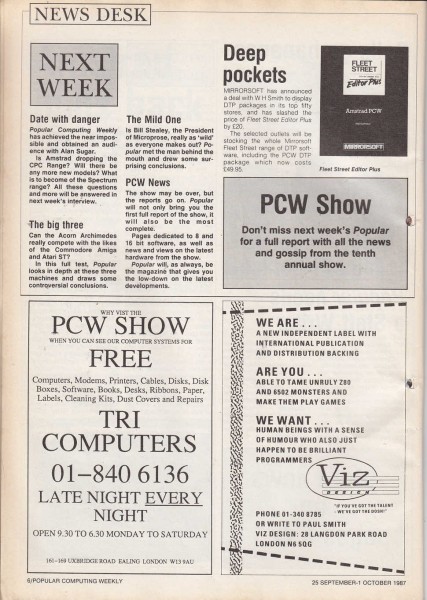 NEWS DESK
NEXT
WEEK
Date with danger
Popular Computing Weekly
has achieved the near impos-
sible and obtained an audi-
ence with Alan Sugar.
Is Amstrad dropping the
CPC Range? Will there be
any more new models? What
is to become of the Spectrum
range? All these questions
and more will be answered in
next week's interview.
The big three
Can the Acorn Archimedes
really compete with the likes
of the Commodore Amiga
and Atari ST?
In this full test, Popular
looks in depth at these three
machines and draws some
controversial conclusions.
The Mild One
Is Bill Stealey, the President
of Microprose, really as 'wild'
as everyone makes out? Po-
pular met the man behind the
mouth and drew some sur-
prising conclusions.
PCW News
The show may be over, but
the reports go on. Popular
will not only bring you the
first full report of the show, it
will also be the most
complete.
Pages dedicated to 8 and
16 bit software, as well as
news and views on the latest
hardware from the show.
Popular will, as always, be
the magazine that gives you
the low-down on the latest
developments.
Deep
pockets
MIRRORSOFT has announced
a deal with W H Smith to display
DTP packages in its top fifty
stores, and has slashed the
price of Fleet Street Editor Plus
by £20.
The selected outlets will be
stocking the whole Mirrorsoft
Fleet Street range of DTP soft-
ware, including the PCW DTP
package which now costs
£49.95.
FLEET
STREET
Editor Plus
Amstrad PCW
MIRRORSOFT
Fleet Street Editor Plus
PCW Show
Don't miss next week's Popular
for a full report with all the news
and gossip from the tenth
annual show.
WHY VISIT THE
PCW SHOW
WHEN YOU CAN SEE OUR COMPUTER SYSTEMS FOR
FREE
Computers, Modems, Printers, Cables, Disks, Disk
Boxes, Software, Books, Desks, Ribbons, Paper,
Labels, Cleaning Kits, Dust Covers and Repairs
TRI
COMPUTERS
01–840 6136
LATE NIGHT EVERY
NIGHT
OPEN 9.30 TO 6.30 MONDAY TO SATURDAY
161–169 UXBRIDGE ROAD EALING LONDON W13 9AU
WE ARE . . .
A NEW INDEPENDENT LABEL WITH
INTERNATIONAL PUBLICATION
AND DISTRIBUTION BACKING
ARE YOU . . .
ABLE TO TAME UNRULY Z80
AND 6502 MONSTERS AND
MAKE THEM PLAY GAMES
WE WANT . . .
HUMAN BEINGS WITH A SENSE
OF HUMOUR WHO ALSO JUST
HAPPEN TO BE BRILLIANT
PROGRAMMERS
Viz
DESIGN
"IF YOU'VE GOT THE TALENT
- WE'VE GOT THE DOSH!"
PHONE 01-340 8785
OR WRITE TO PAUL SMITH
VIZ DESIGN: 28 LANGDON PARK ROAD
LONDON N6 5QG
6/POPULAR COMPUTING WEEKLY
25 SEPTEMBER-1 OCTOBER 1987